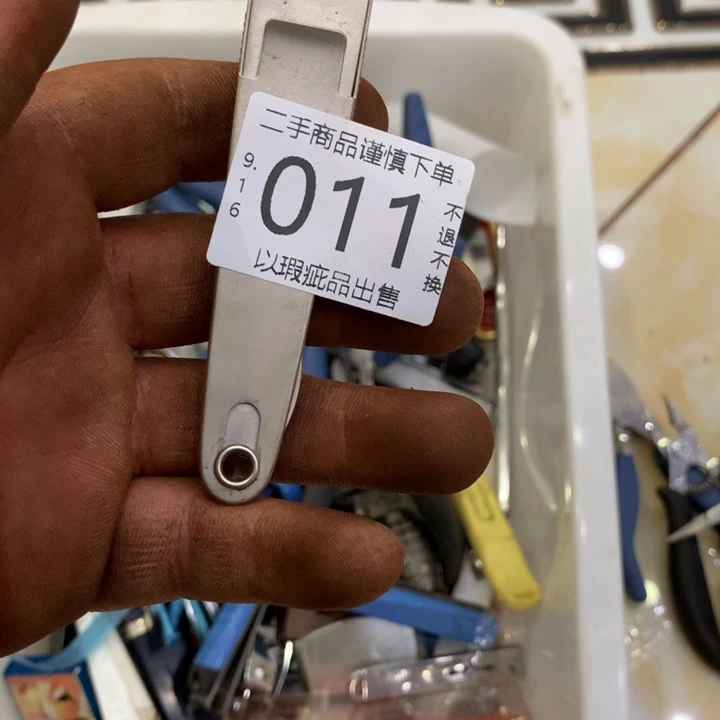 二手商品谨慎下单
9.16
011
不退不换
以瑕疵品出售